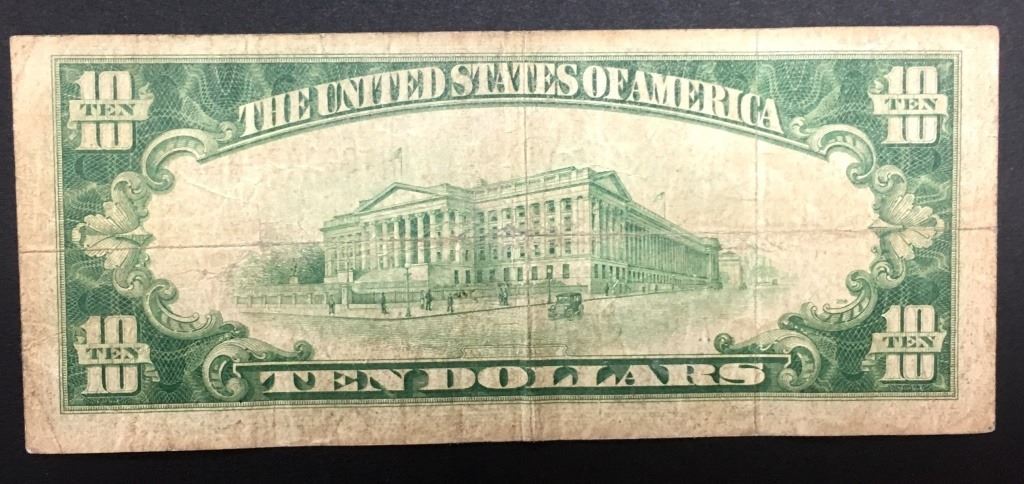 10 TEN 10
THE UNITED STATES OF AMERICA
10 TEN 10
10 TEN 10
TEN DOLLARS
10 TEN 10